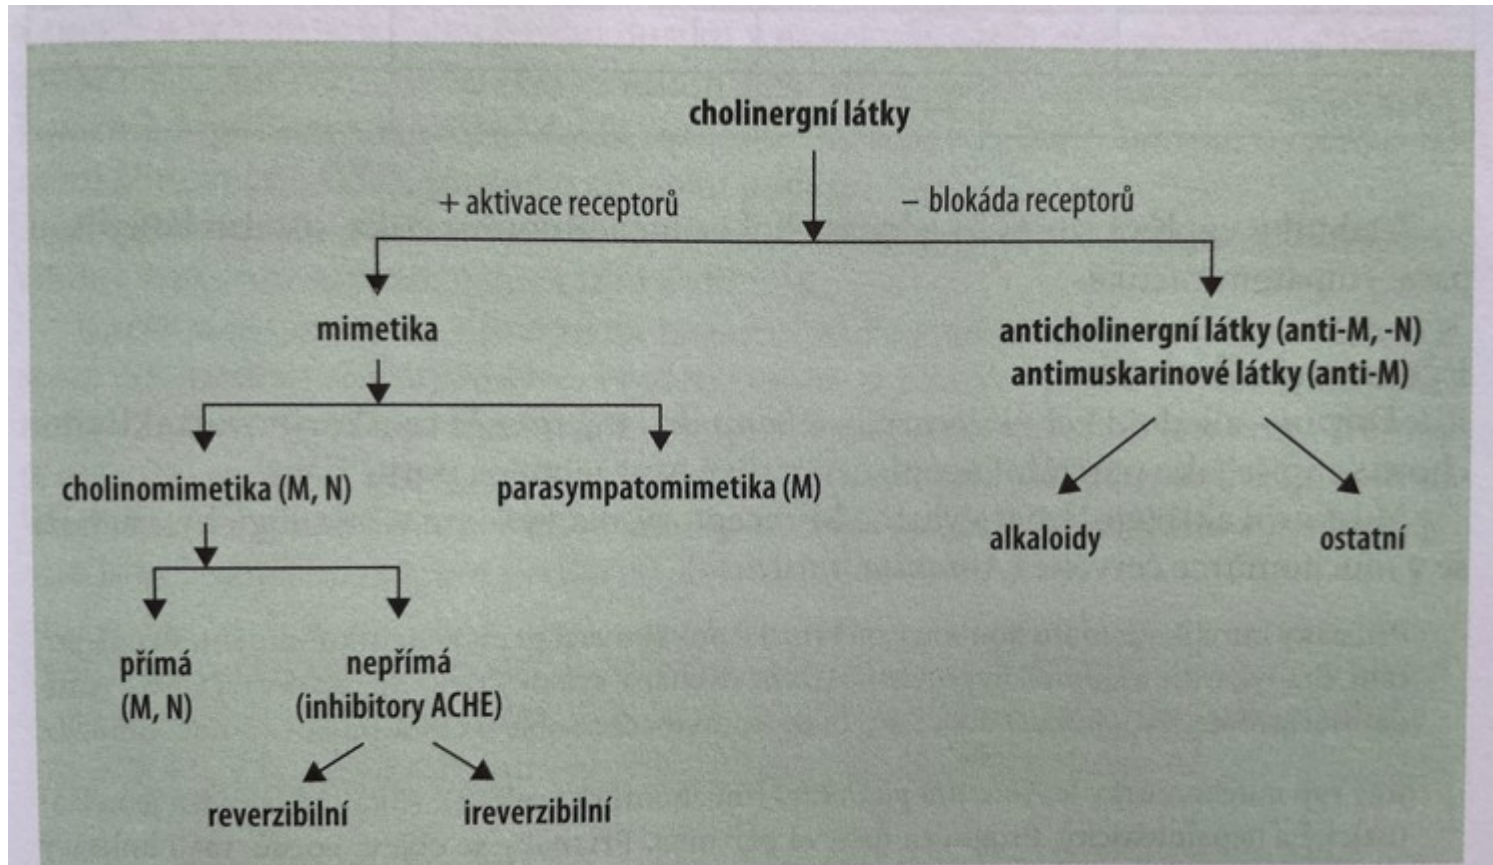 cholinergní látky
+ aktivace receptorů
– blokáda receptorů
mimetika
anticholinergní látky (anti-M, -N)
antimuskarinové látky (anti-M)
cholinomimetika (M, N)
parasympatomimetika (M)
alkaloidy
ostatní
přímá
(M, N)
nepřímá
(inhibitory ACHE)
reverzibilní
ireverzibilní